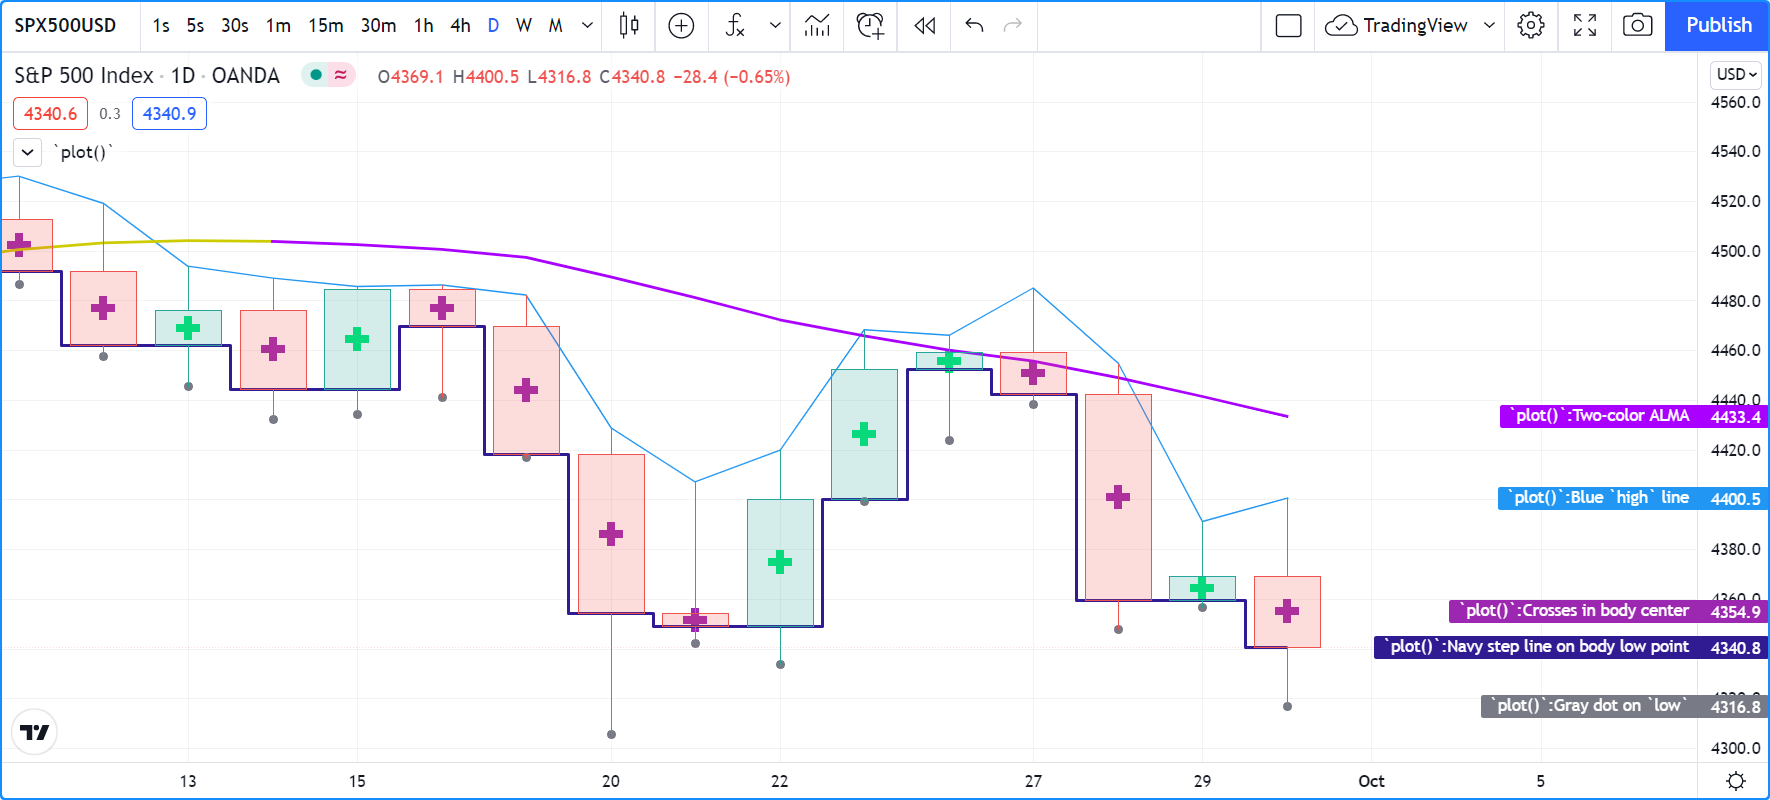 SPX500USD 1s 5s 30s 1m 15m 30m 1h 4h D W M TradingView Publish
S&P 500 Index · 1D · OANDA ≈ O4369.1 H4400.5 L4316.8 C4340.8 −28.4 (−0.65%) USD
4340.6 0.3 4340.9
`plot()`
4560.0
4540.0
4520.0
4500.0
4480.0
4460.0
4440.0
`plot()`:Two-color ALMA 4433.4
4420.0
`plot()`:Blue `high` line 4400.5
4380.0
4360.0
`plot()`:Crosses in body center 4354.9
`plot()`:Navy step line on body low point 4340.8
4320.0
`plot()`:Gray dot on `low` 4316.8
4300.0
13 15 20 22 27 29 Oct 5